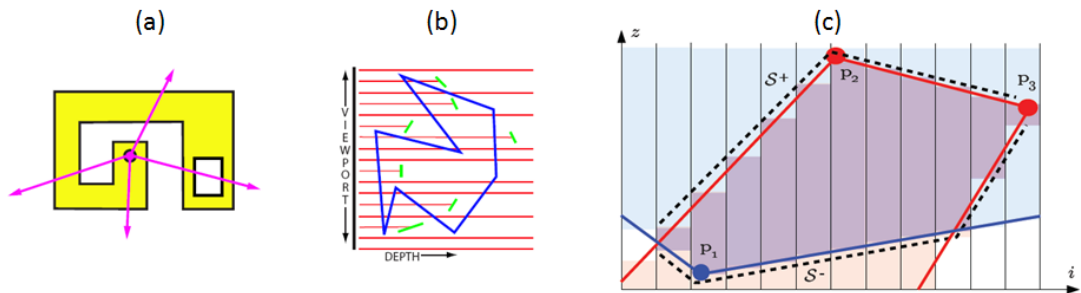 (a)
(b)
(c)
VIEWPORT
DEPTH
z
S+
P2
P3
P1
S-
i